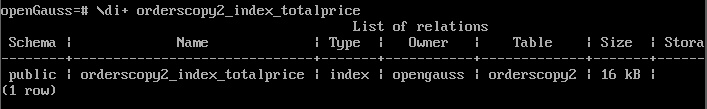 openGauss=# \di+ orderscopy2_index_totalprice
List of relations
Schema | Name | Type | Owner | Table | Size | Stora
--------+------------------------------+-------+-----------+-------------+-------+------
public | orderscopy2_index_totalprice | index | opengauss | orderscopy2 | 16 kB |
(1 row)